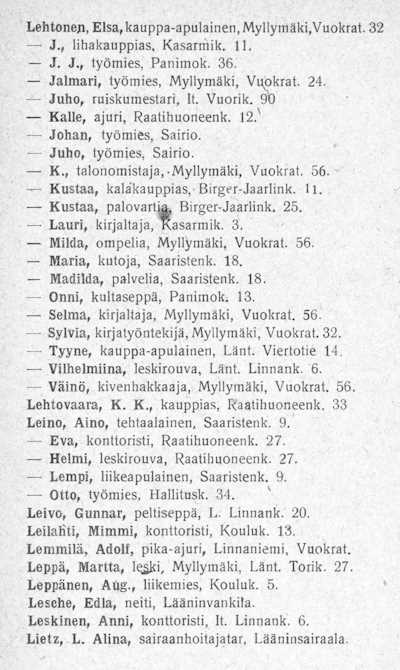 Lehtonen, Elsa, kauppa-apulainen, Myllymäki, Vuokrat. 32
— J., lihakauppias, Kasarmik. 11.
— J. J., työmies, Panimok. 36.
— Jalmari, työmies, Myllymäki, Vuokrat. 24.
— Juho, ruiskumestari, It. Vuorik. 90
— Kalle, ajuri, Raatihuoneenk. 12.
— Johan, työmies, Sairio.
— Juho, työmies, Sairio.
— K., talonomistaja, Myllymäki, Vuokrat. 56.
— Kustaa, kalakauppias, Birger-Jaarlink. 11.
— Kustaa, palovartia, Birger-Jaarlink. 25.
— Lauri, kirjaltaja, Kasarmik. 3.
— Milda, ompelia, Myllymäki, Vuokrat. 56.
— Maria, kutoja, Saaristenk. 18.
— Madilda, palvelia, Saaristenk. 18.
— Onni, kultaseppä, Panimok. 13.
— Selma, kirjaltaja, Myllymäki, Vuokrat. 56.
— Sylvia, kirjatyöntekijä, Myllymäki, Vuokrat. 32.
— Tyyne, kauppa-apulainen, Länt. Viertotie 14.
— Vilhelmiina, leskirouva, Länt. Linnank. 6.
— Väinö, kivenhakkaaja, Myllymäki, Vuokrat. 56.
Lehtovaara, K. K., kauppias, Raatihuoneenk. 33
Leino, Aino, tehtaalainen, Saaristenk. 9.
— Eva, konttoristi, Raatihuoneenk. 27.
— Helmi, leskirouva, Raatihuoneenk. 27.
— Lempi, liikeapulainen, Saaristenk. 9.
— Otto, työmies, Hallitusk. 34.
Leivo, Gunnar, peltiseppä, L. Linnank. 20.
Leilahti, Mimmi, konttoristi, Kouluk. 13.
Lemmilä, Adolf, pika-ajuri, Linnaniemi, Vuokrat.
Leppä, Martta, leski, Myllymäki, Länt. Torik. 27.
Leppänen, Aug., liikemies, Kouluk. 5.
Lesche, Edla, neiti, Lääninvankila.
Leskinen, Anni, konttoristi, It. Linnank. 6.
Lietz, L. Alina, sairaanhoitajatar, Lääninsairaala.